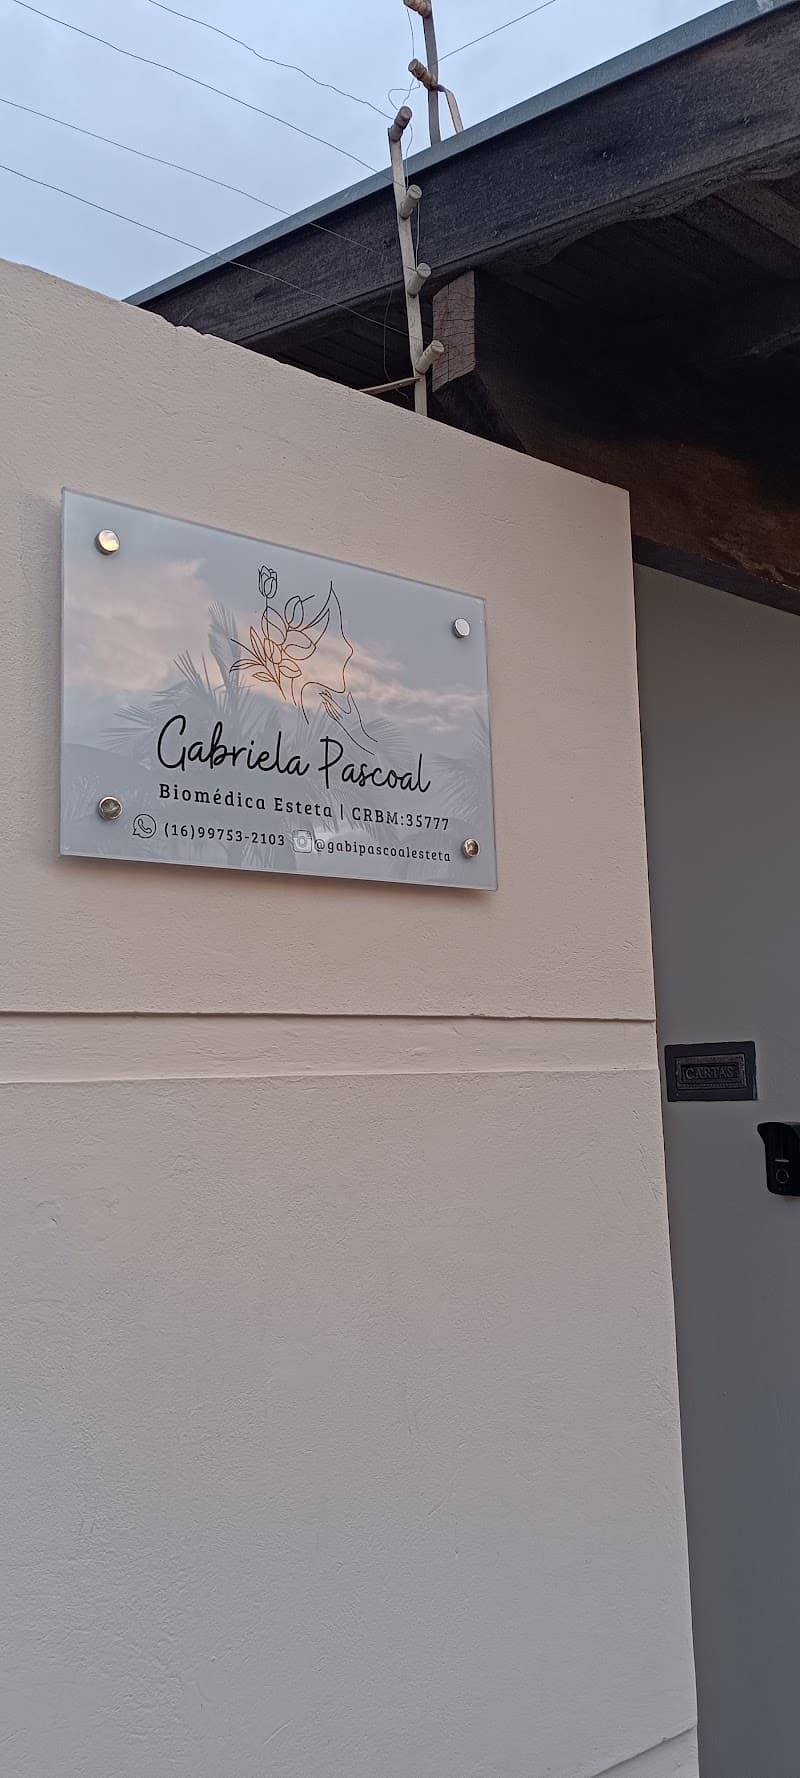 Gabriela Pascoal
Biomédica Esteta | CRBM:35777
(16)99753-2103 @gabipascoalesteta
CARTAS